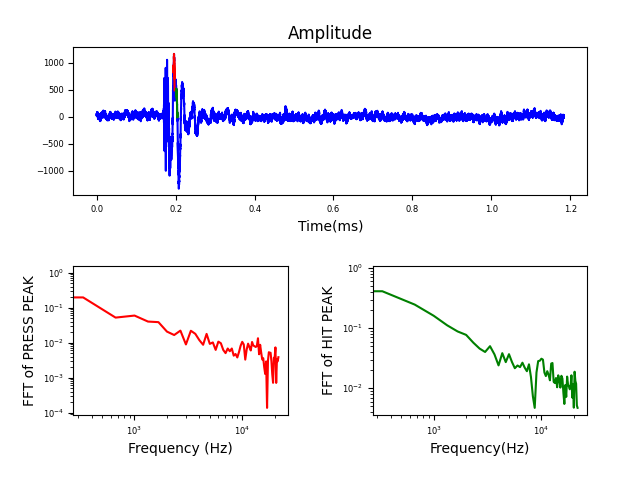 Amplitude
1000
500
0
−500
−1000
0.0 0.2 0.4 0.6 0.8 1.0 1.2
Time(ms)
FFT of PRESS PEAK
10⁰
10⁻¹
10⁻²
10⁻³
10⁻⁴
10³ 10⁴
Frequency (Hz)
FFT of HIT PEAK
10⁰
10⁻¹
10⁻²
10³ 10⁴
Frequency(Hz)